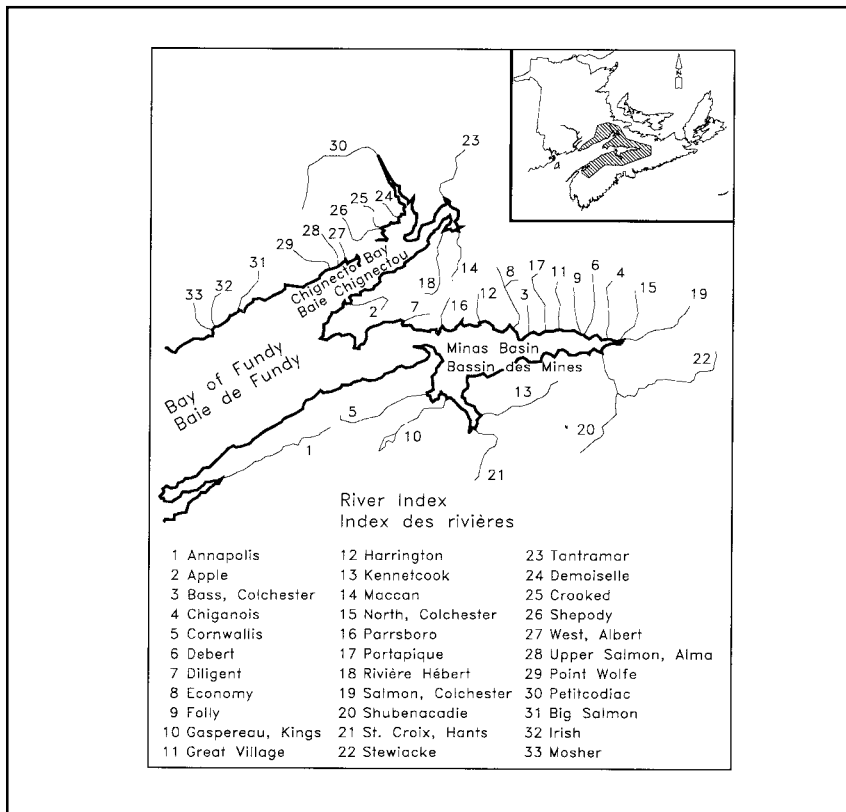 N
30
23
25
24
26
28
27
29
31
32
33
Chignecto Bay
Baie Chignectou
18
14
8
17
11
9
6
4
15
19
2
7
16
12
3
Minas Basin
Bassin des Mines
22
Bay of Fundy
Baie de Fundy
13
5
10
20
1
21
River Index
Index des rivières
1 Annapolis
2 Apple
3 Bass, Colchester
4 Chiganois
5 Cornwallis
6 Debert
7 Diligent
8 Economy
9 Folly
10 Gaspereau, Kings
11 Great Village
12 Harrington
13 Kennetcook
14 Maccan
15 North, Colchester
16 Parrsboro
17 Portapique
18 Rivière Hébert
19 Salmon, Colchester
20 Shubenacadie
21 St. Croix, Hants
22 Stewiacke
23 Tantramar
24 Demoiselle
25 Crooked
26 Shepody
27 West, Albert
28 Upper Salmon, Alma
29 Point Wolfe
30 Petitcodiac
31 Big Salmon
32 Irish
33 Mosher